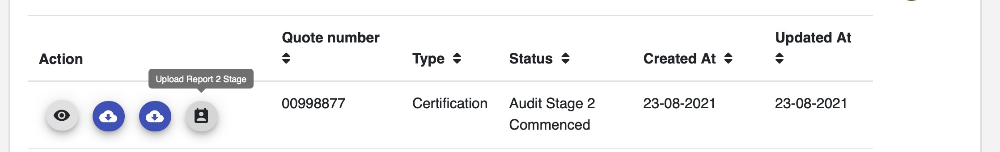 Action
Quote number
Type
Status
Created At
Updated At
Upload Report 2 Stage
00998877
Certification
Audit Stage 2
Commenced
23-08-2021
23-08-2021